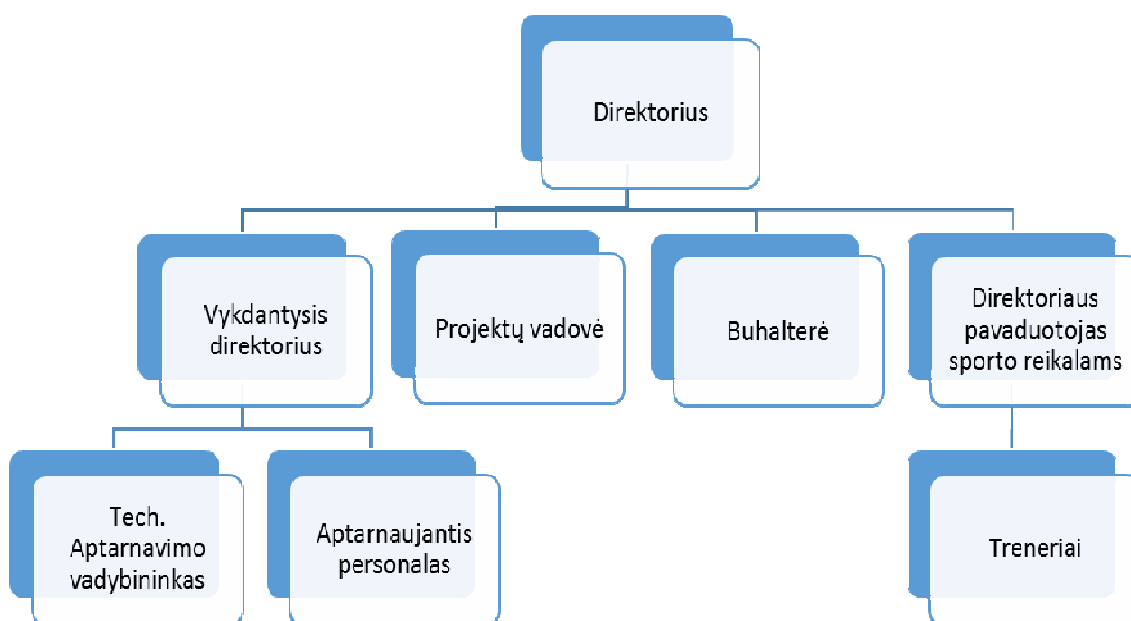 Direktorius
Vykdantysis
direktorius
Projektų vadovė
Buhalterė
Direktoriaus
pavaduotojas
sporto reikalams
Tech.
Aptarnavimo
vadybininkas
Aptarnaujantis
personalas
Treneriai